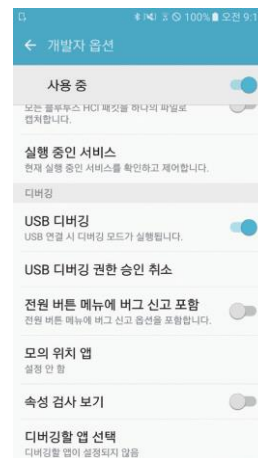 100% 오전 9:1
개발자 옵션
사용 중
모든 블루투스 HCI 패킷을 하나의 파일로
캡처합니다.
실행 중인 서비스
현재 실행 중인 서비스를 확인하고 제어합니다.
디버깅
USB 디버깅
USB 연결 시 디버깅 모드가 실행됩니다.
USB 디버깅 권한 승인 취소
전원 버튼 메뉴에 버그 신고 포함
전원 버튼 메뉴에 버그 신고 옵션을 포함합니다.
모의 위치 앱
설정 안 함
속성 검사 보기
디버깅할 앱 선택
디버깅할 앱이 설정되지 않음